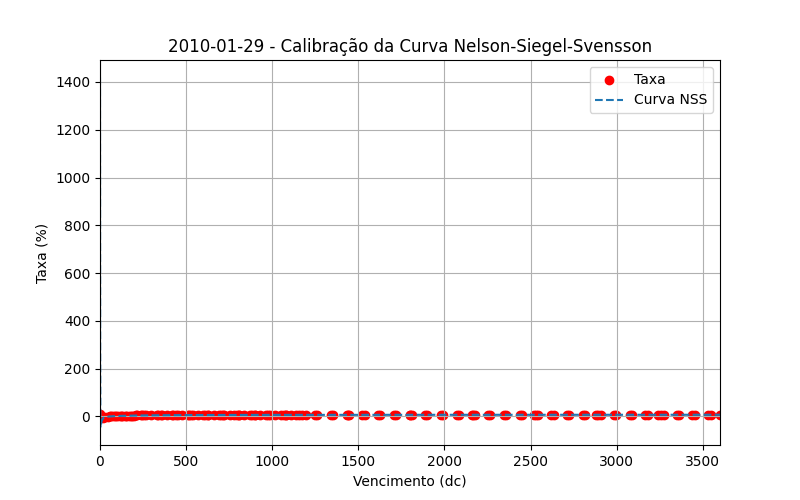 2010-01-29 - Calibração da Curva Nelson-Siegel-Svensson
Taxa
Curva NSS
Taxa (%)
1400
1200
1000
800
600
400
200
0
0 500 1000 1500 2000 2500 3000 3500
Vencimento (dc)